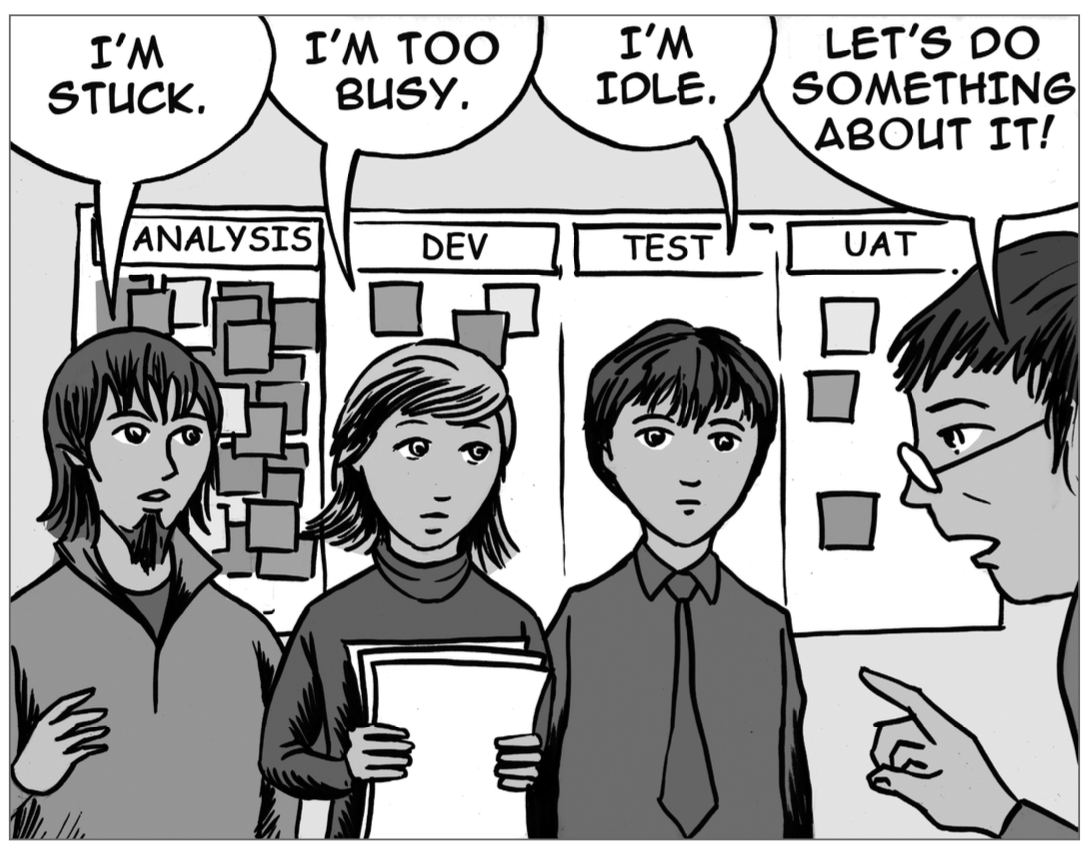 I'M
STUCK.
I'M TOO
BUSY.
I'M
IDLE.
LET'S DO
SOMETHING
ABOUT IT!
ANALYSIS
DEV
TEST
UAT